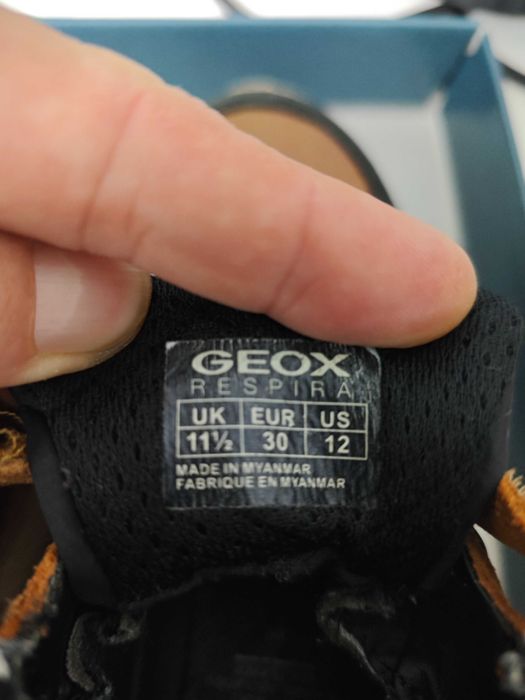 GEOX
RESPIRA
UK EUR US
11½ 30 12
MADE IN MYANMAR
FABRIQUE EN MYANMAR